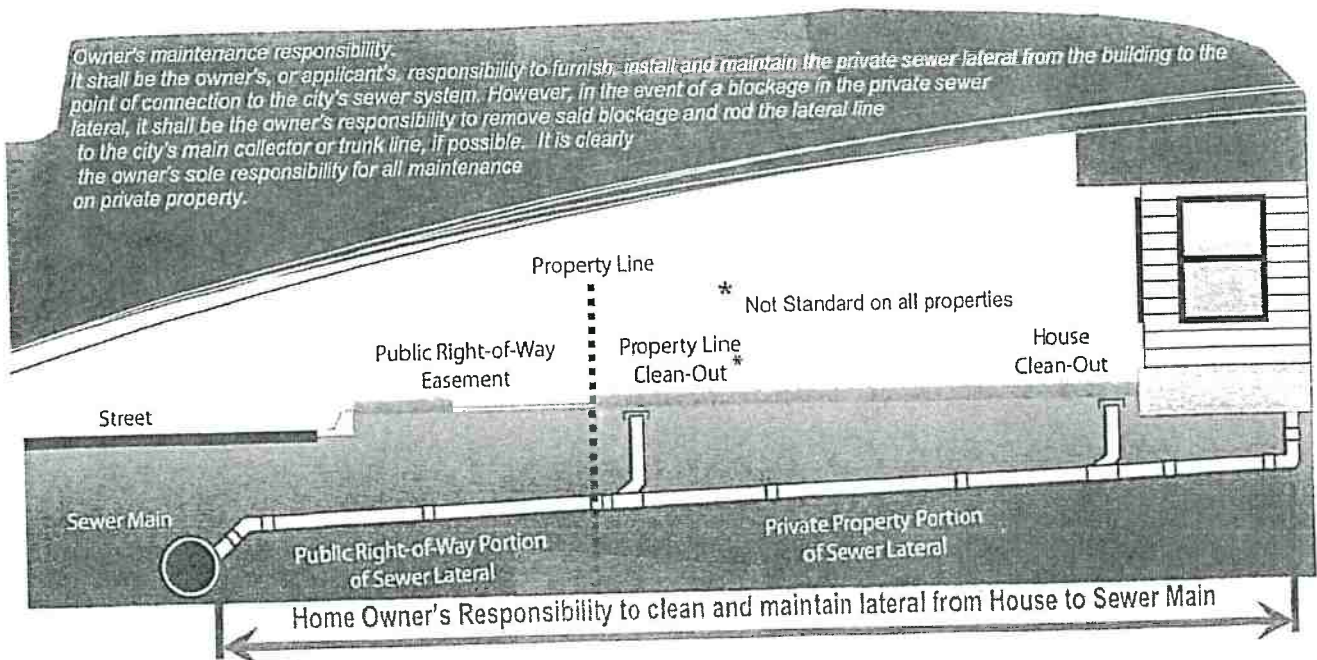 Owner's maintenance responsibility.
It shall be the owner's, or applicant's, responsibility to furnish, install and maintain the private sewer lateral from the building to the
point of connection to the city's sewer system. However, in the event of a blockage in the private sewer
lateral, it shall be the owner's responsibility to remove said blockage and rod the lateral line
to the city's main collector or trunk line, if possible. It is clearly
the owner's sole responsibility for all maintenance
on private property.
Property Line
* Not Standard on all properties
Public Right-of-Way
Easement
Property Line
Clean-Out*
House
Clean-Out
Street
Sewer Main
Public Right-of-Way Portion
of Sewer Lateral
Private Property Portion
of Sewer Lateral
Home Owner's Responsibility to clean and maintain lateral from House to Sewer Main